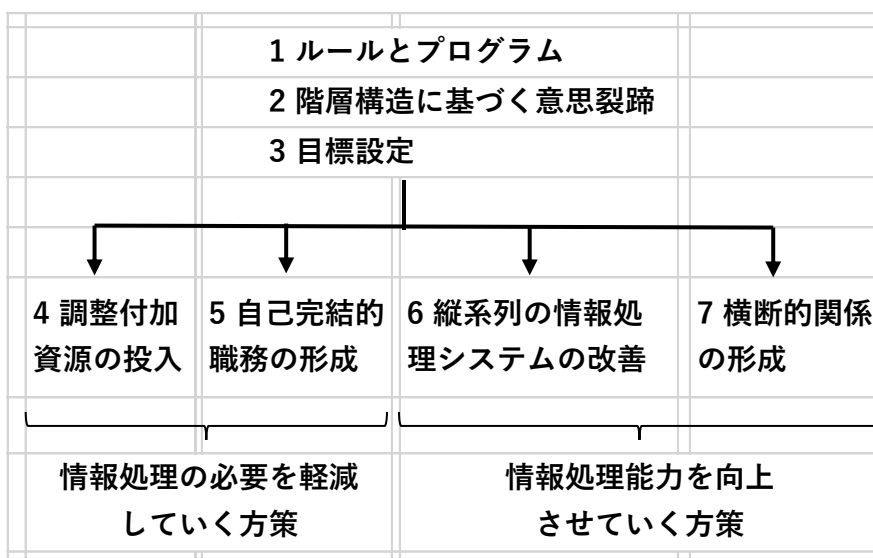 1 ルールとプログラム
2 階層構造に基づく意思裂蹄
3 目標設定
4 調整付加
資源の投入
5 自己完結的
職務の形成
6 縦系列の情報処
理システムの改善
7 横断的関係
の形成
情報処理の必要を軽減
していく方策
情報処理能力を向上
させていく方策